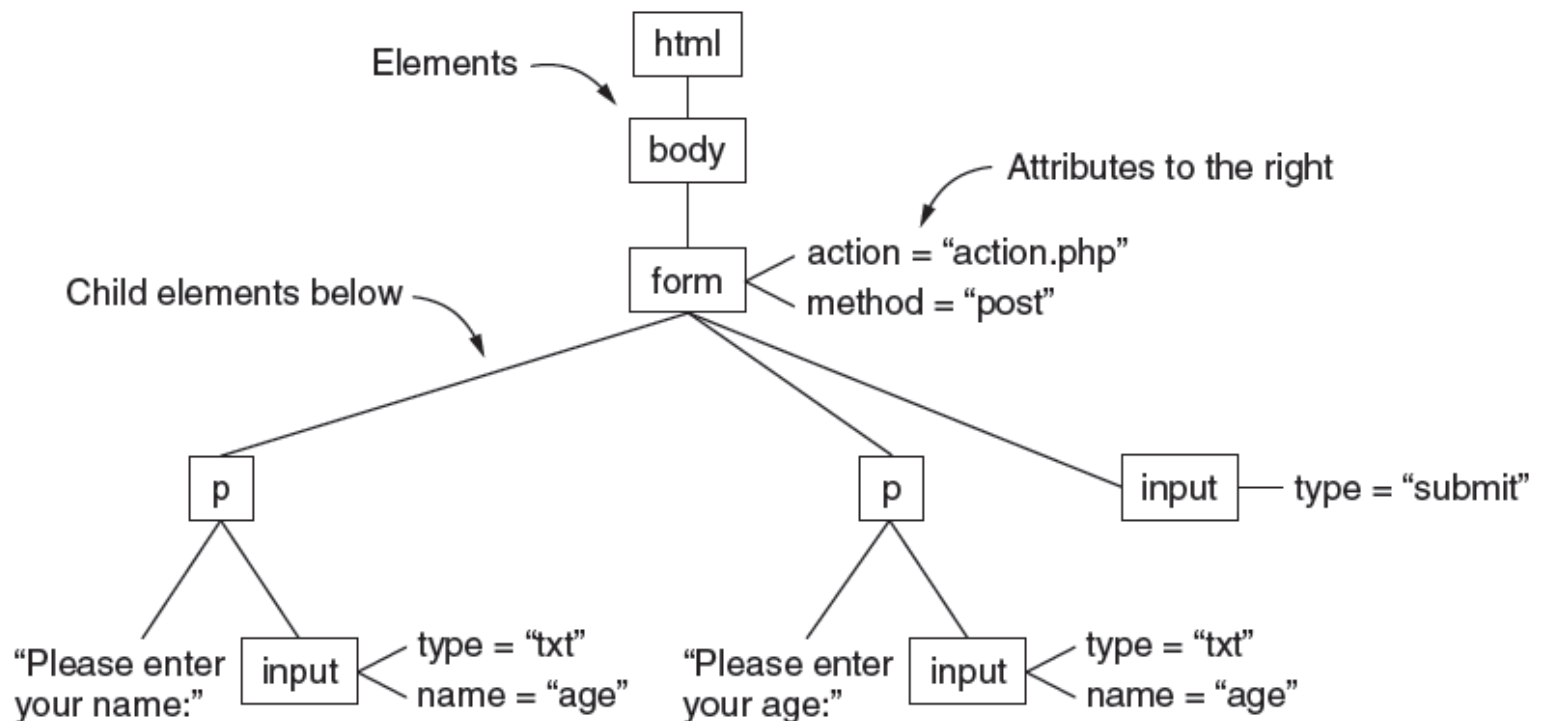 html
Elements
body
Attributes to the right
action = “action.php”
form
method = “post”
Child elements below
p
p
input
type = “submit”
“Please enter
your name:”
input
type = “txt”
name = “age”
“Please enter
your age:”
input
type = “txt”
name = “age”